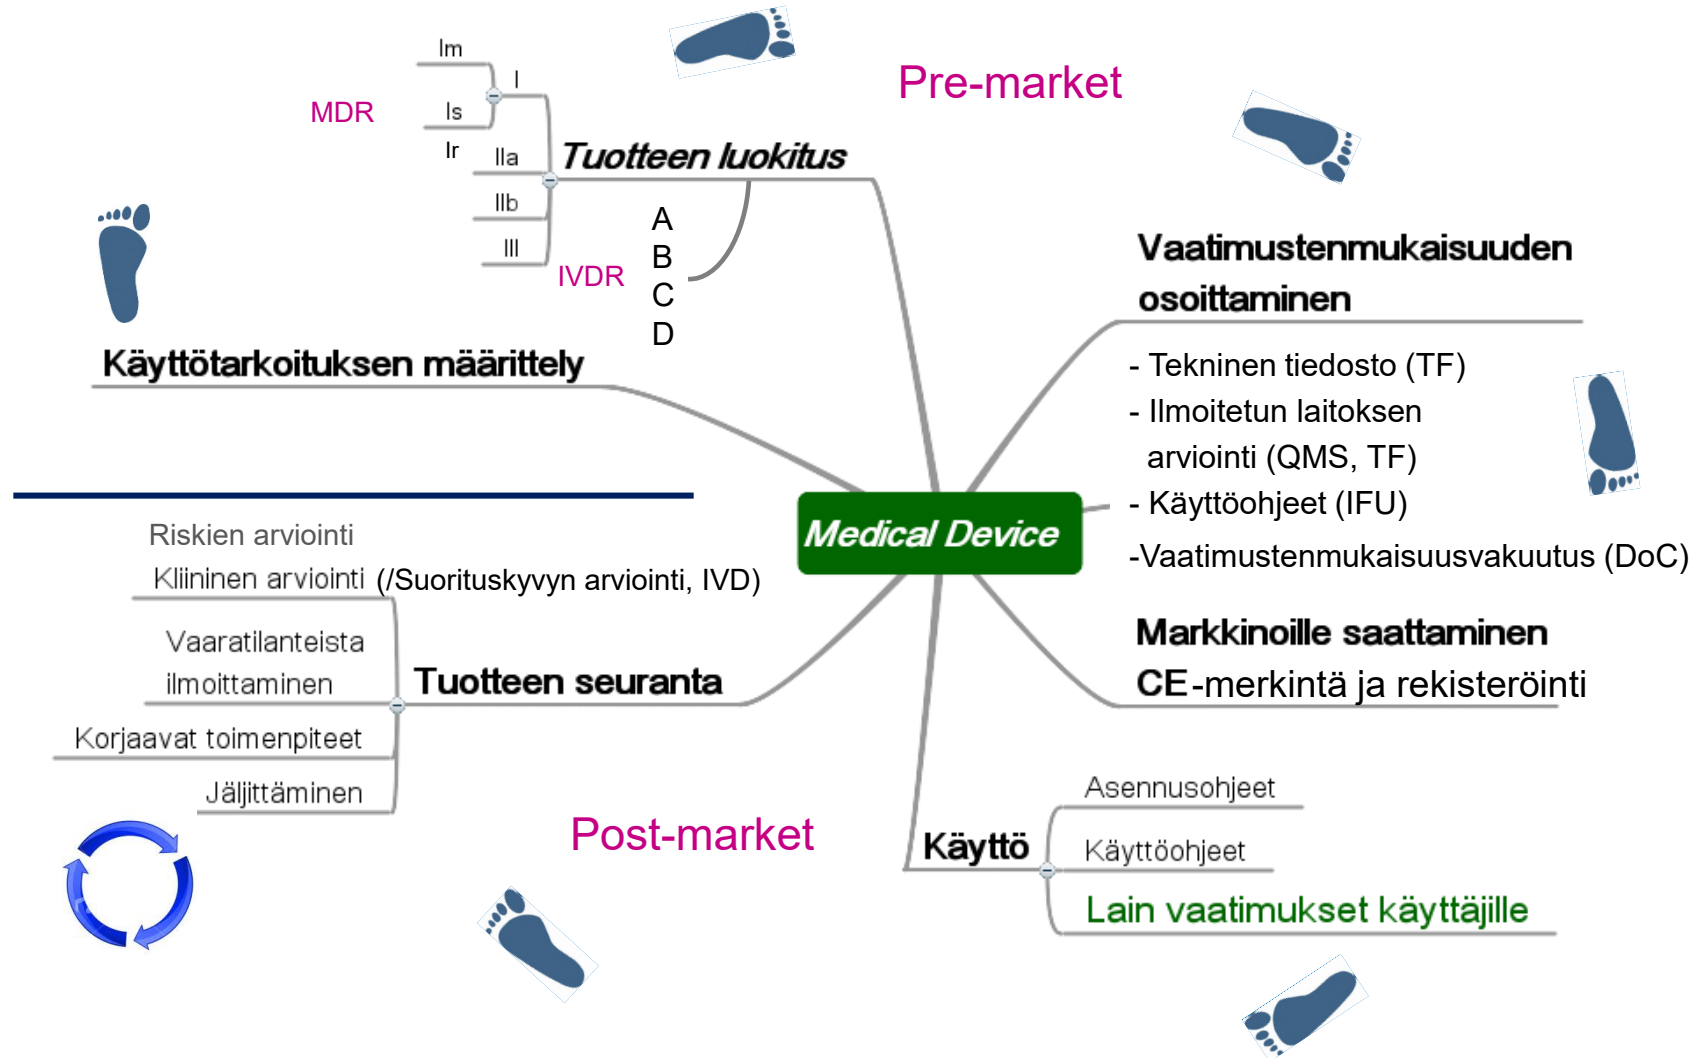 Pre-market
MDR
Im
I
Is
Ir
IIa
IIb
III
Tuotteen luokitus
IVDR
A
B
C
D
Käyttötarkoituksen määrittely
Vaatimustenmukaisuuden
osoittaminen
- Tekninen tiedosto (TF)
- Ilmoitetun laitoksen
arviointi (QMS, TF)
- Käyttöohjeet (IFU)
-Vaatimustenmukaisuusvakuutus (DoC)
Medical Device
Markkinoille saattaminen
CE-merkintä ja rekisteröinti
Riskien arviointi
Kliininen arviointi (/Suorituskyvyn arviointi, IVD)
Vaaratilanteista
ilmoittaminen
Tuotteen seuranta
Korjaavat toimenpiteet
Jäljittäminen
Post-market
Käyttö
Asennusohjeet
Käyttöohjeet
Lain vaatimukset käyttäjille